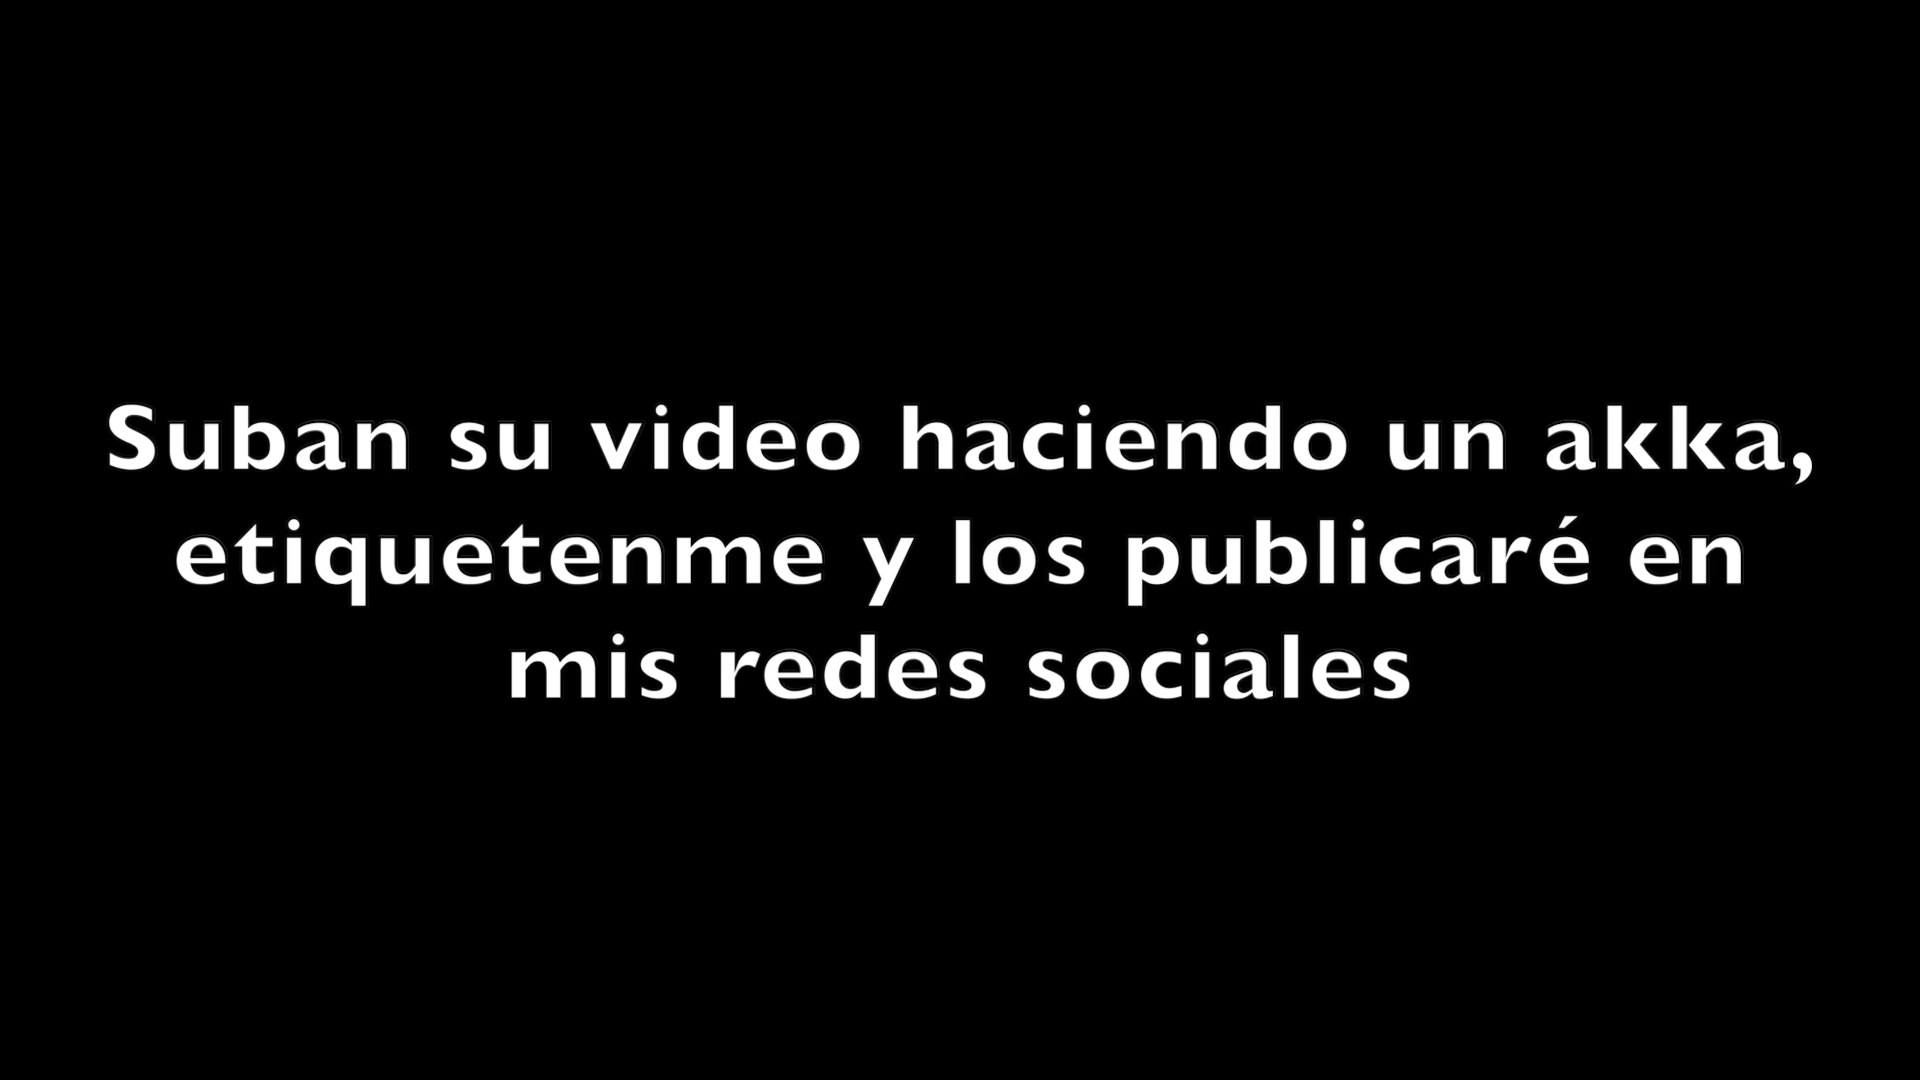 Suban su video haciendo un akka,
etiquetenme y los publicaré en
mis redes sociales